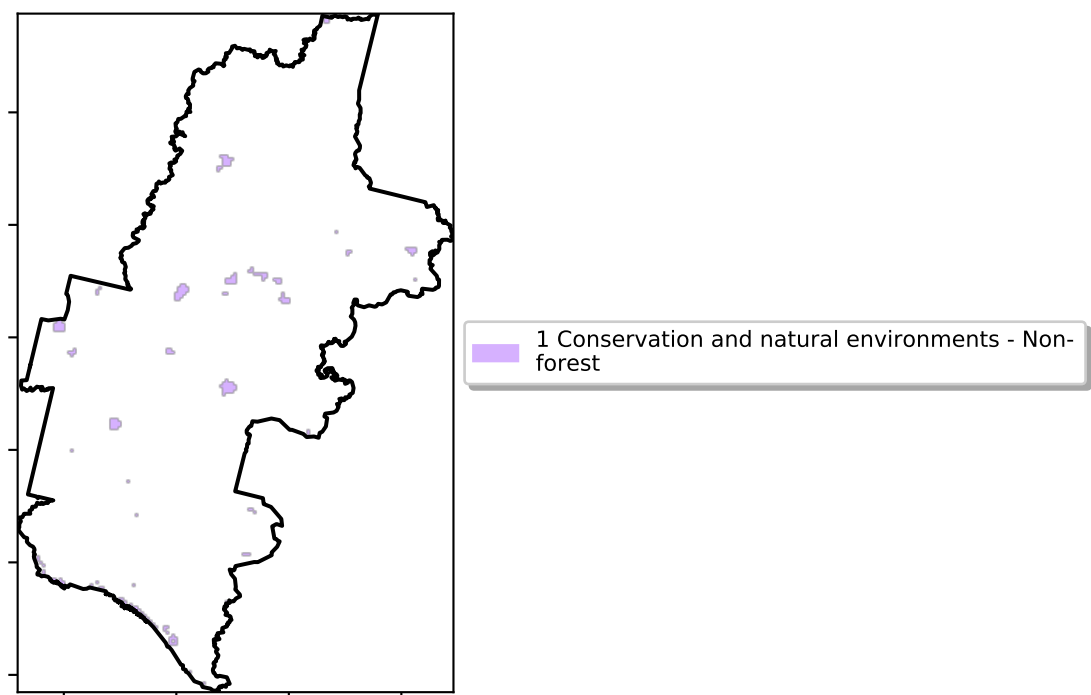 1 Conservation and natural environments - Non-
forest